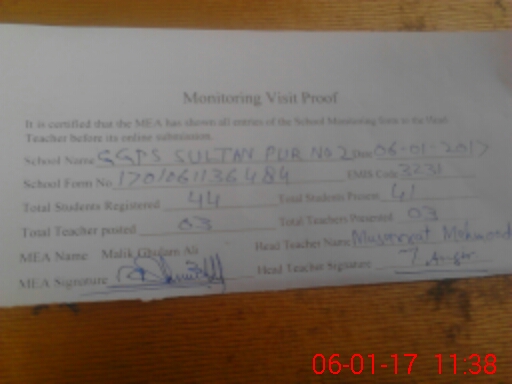 Monitoring Visit Proof
It is certified that the MEA has shown all entries of the School Monitoring form to the Head
Teacher before its online submission.
School Name GGPS SULTAN PUR NO 2 Date 06-01-2017
School Form No 1701061136484 EMIS Code 3231
Total Students Registered 44 Total Students Present 41
Total Teacher posted 03 Total Teachers Presented 03
MEA Name Malik Ghulam Ali Head Teacher Name Musarrat Mehmood
MEA Signature Head Teacher Signature
06-01-17 11:38